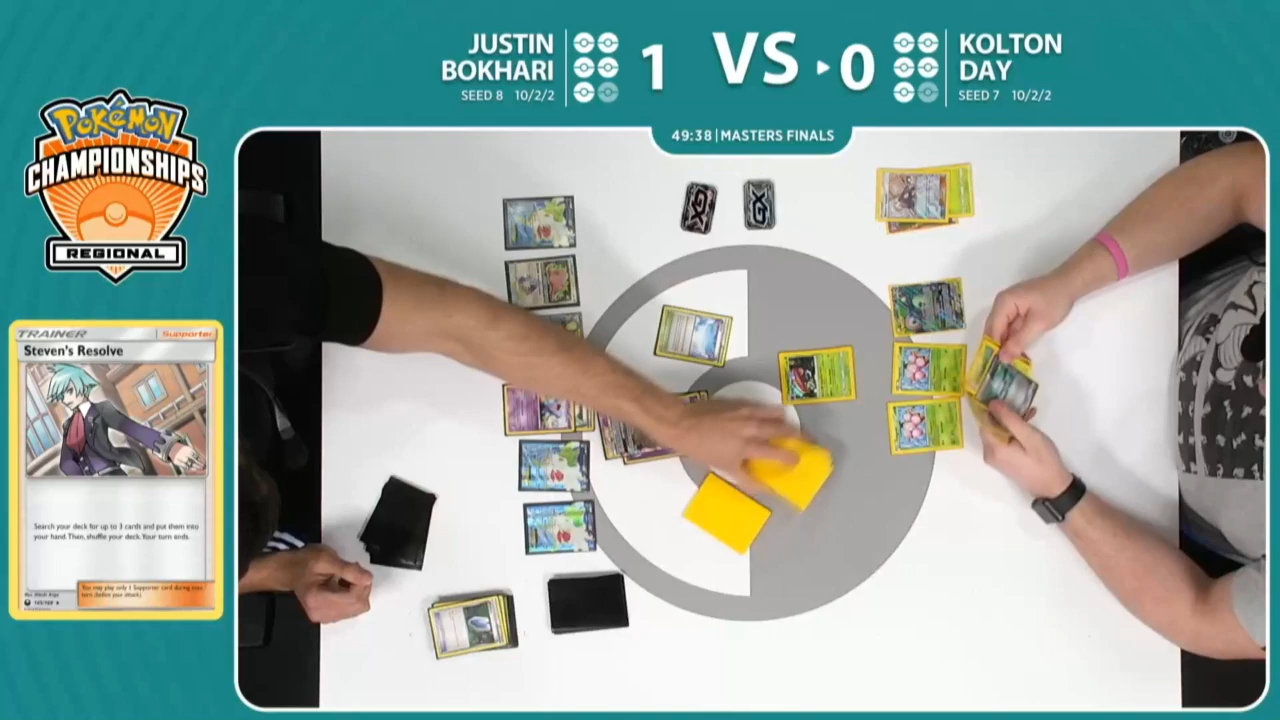 JUSTIN
BOKHARI
SEED 8 10/2/2
1
VS
0
KOLTON
DAY
SEED 7 10/2/2
49:38 | MASTERS FINALS
Pokémon
CHAMPIONSHIPS
REGIONAL
TRAINER Supporter
Steven's Resolve
Search your deck for up to 3 cards and put them into
your hand. Then, shuffle your deck. Your turn ends.
You may play only 1 Supporter card during your
turn (before your attack).
GX
GX